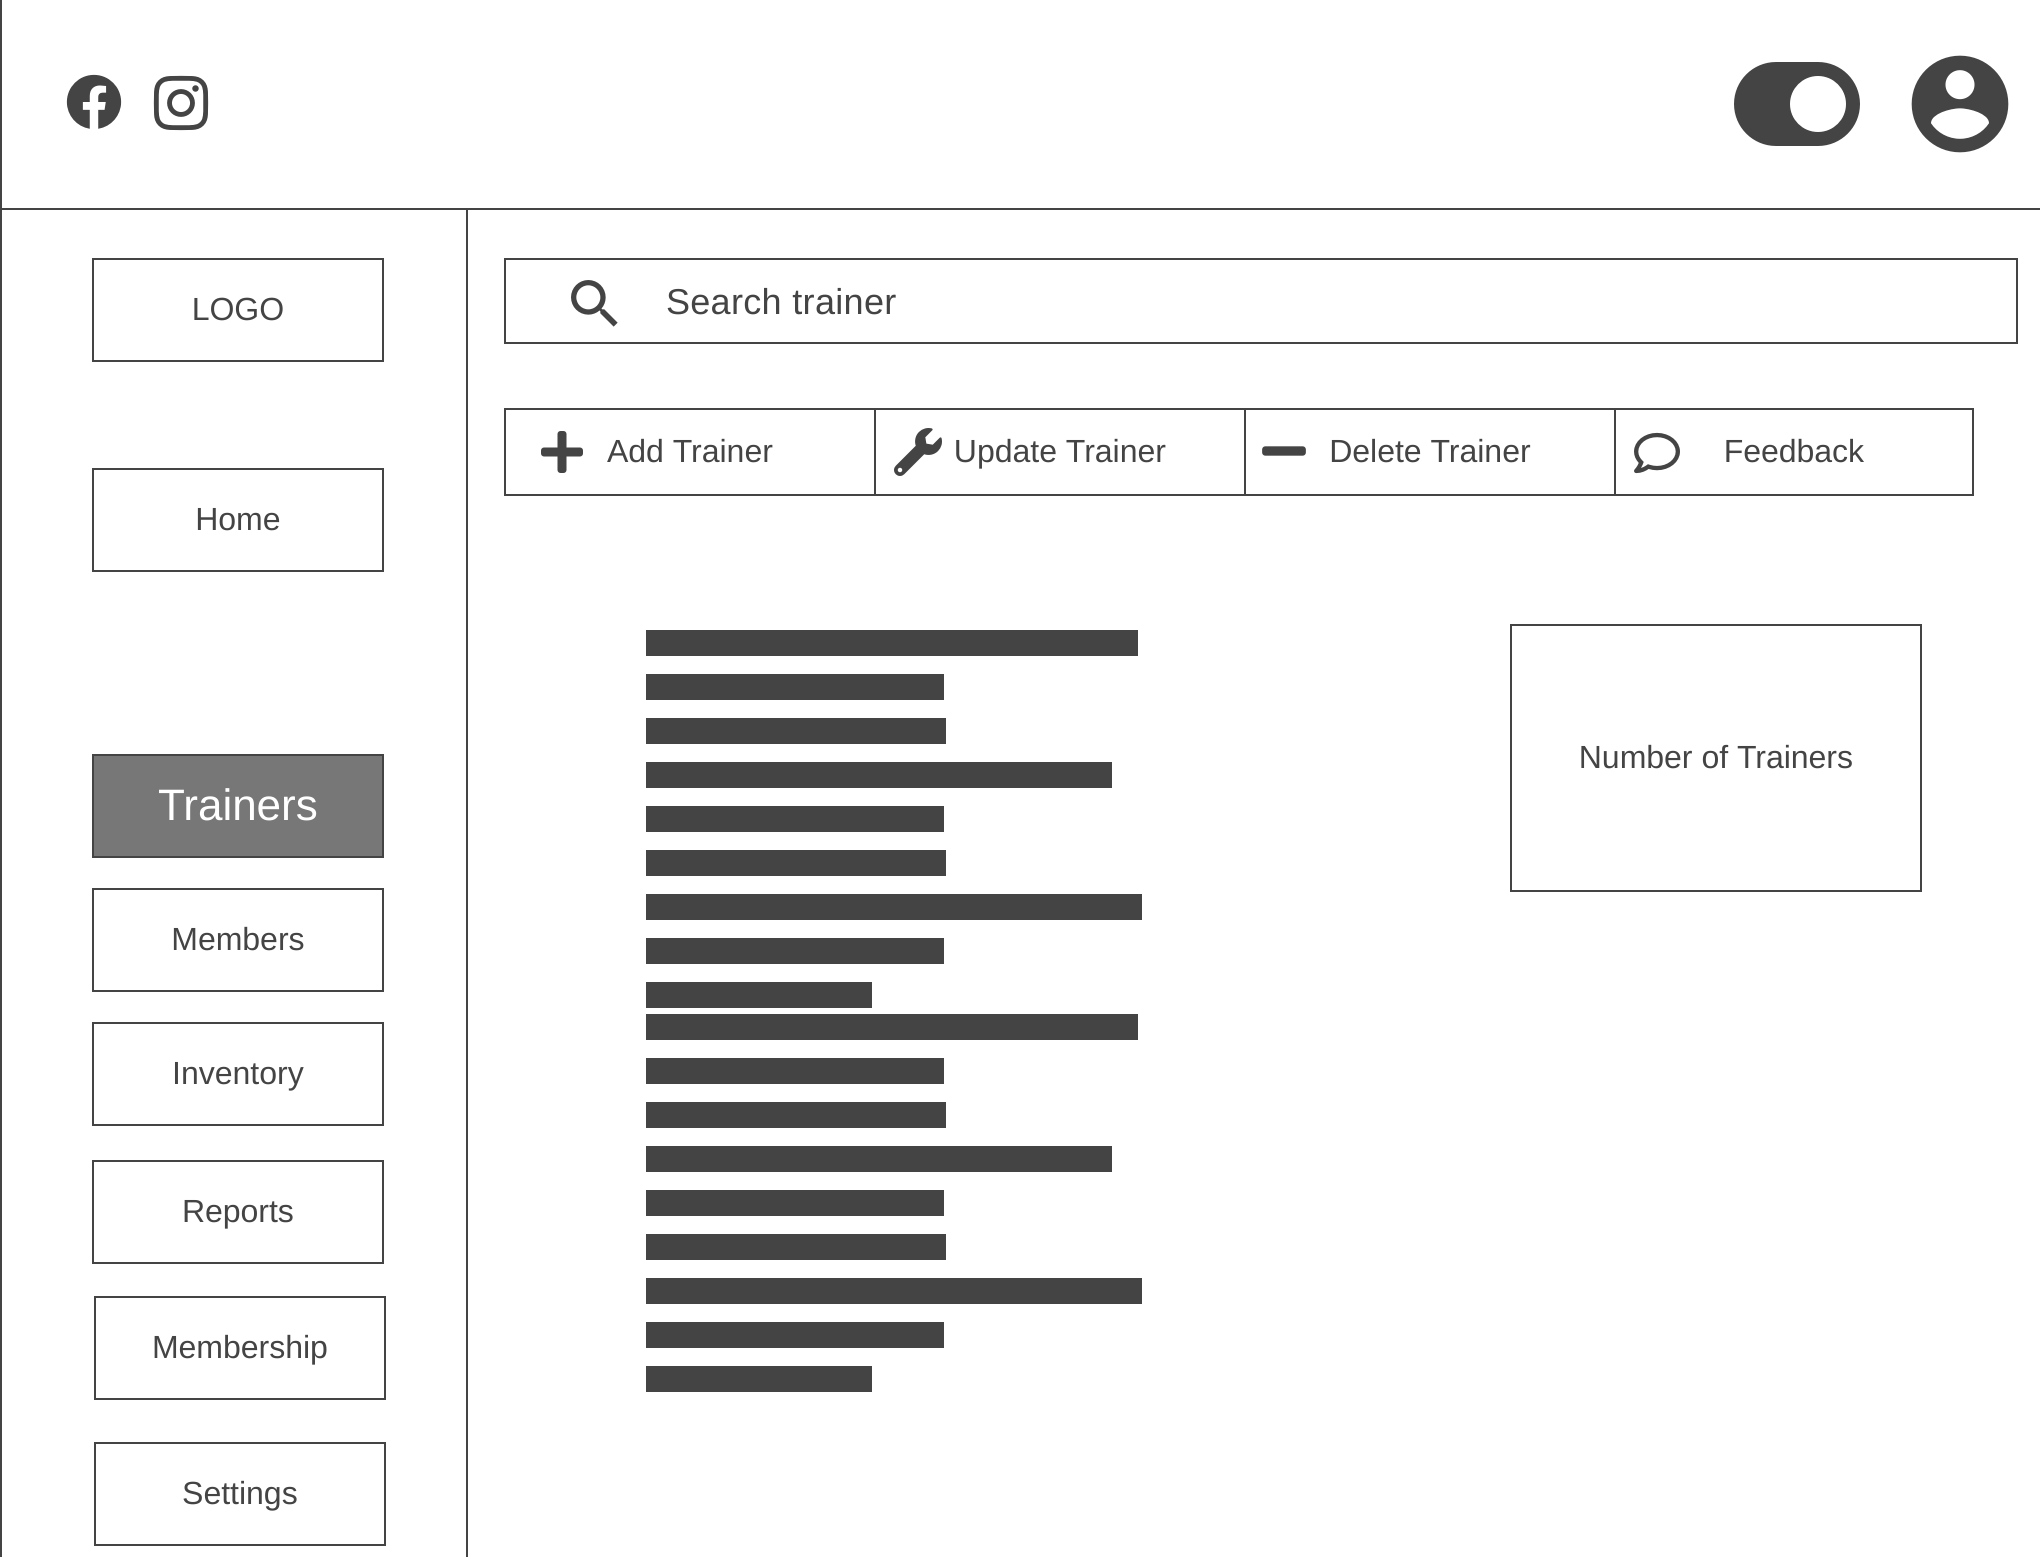 LOGO
Search trainer
Add Trainer
Update Trainer
Delete Trainer
Feedback
Home
Number of Trainers
Trainers
Members
Inventory
Reports
Membership
Settings